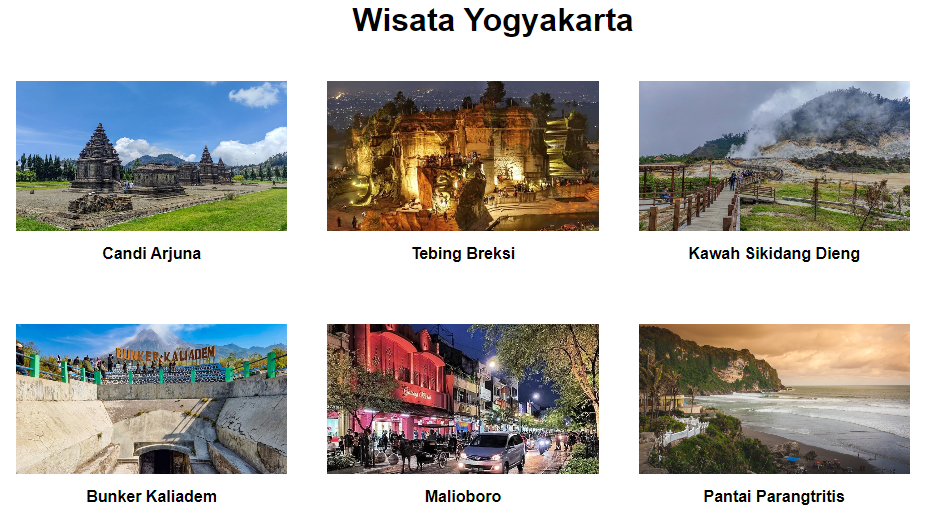 Wisata Yogyakarta
Candi Arjuna
Tebing Breksi
Kawah Sikidang Dieng
BUNKER KALIADEM
Bunker Kaliadem
Malioboro
Pantai Parangtritis